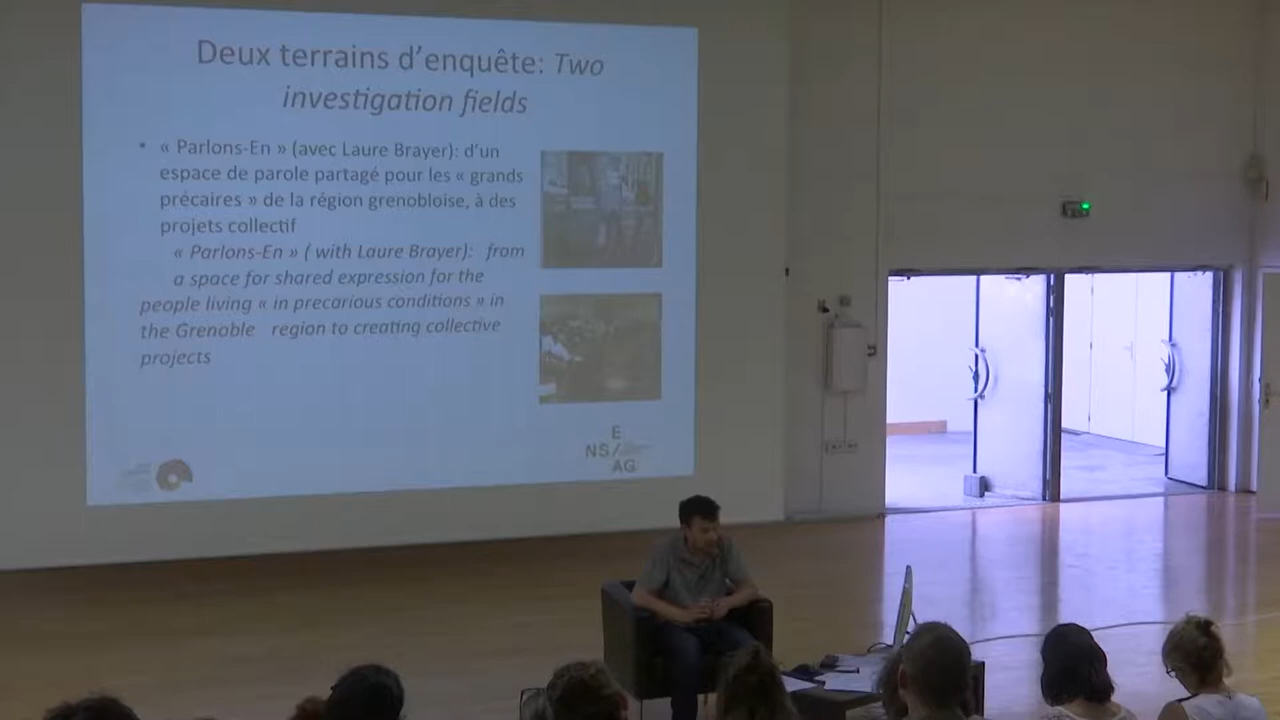 Deux terrains d'enquête: Two
investigation fields
• « Parlons-En » (avec Laure Brayer): d'un
espace de parole partagé pour les « grands
précaires » de la région grenobloise, à des
projets collectif
« Parlons-En » ( with Laure Brayer): from
a space for shared expression for the
people living « in precarious conditions » in
the Grenoble region to creating collective
projects
E
NS/
AG